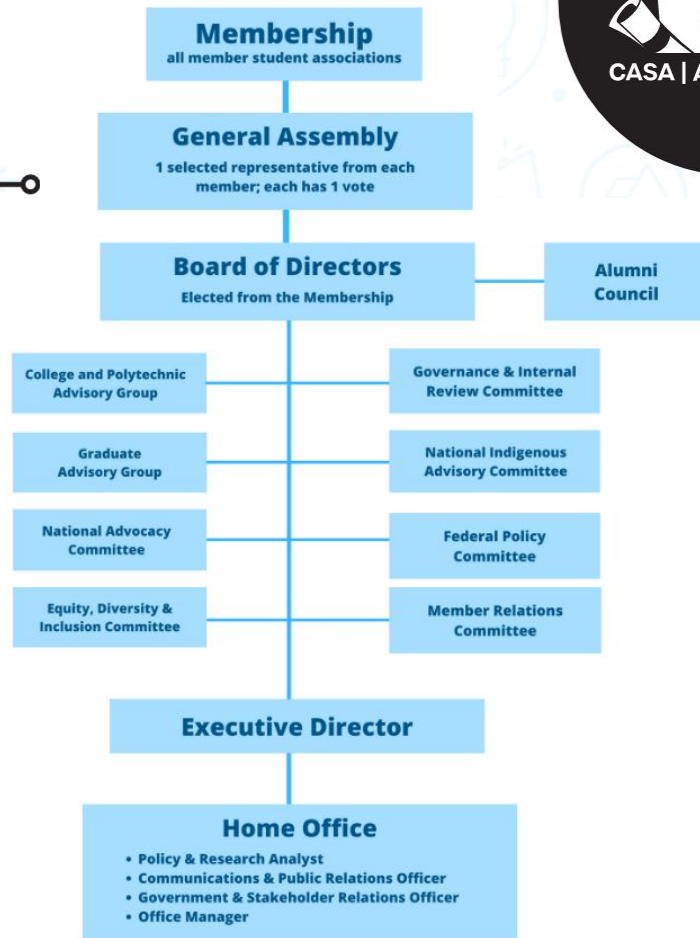 CASA | A
Membership
all member student associations
General Assembly
1 selected representative from each
member; each has 1 vote
Board of Directors
Elected from the Membership
Alumni
Council
College and Polytechnic
Advisory Group
Governance & Internal
Review Committee
Graduate
Advisory Group
National Indigenous
Advisory Committee
National Advocacy
Committee
Federal Policy
Committee
Equity, Diversity &
Inclusion Committee
Member Relations
Committee
Executive Director
Home Office
• Policy & Research Analyst
• Communications & Public Relations Officer
• Government & Stakeholder Relations Officer
• Office Manager